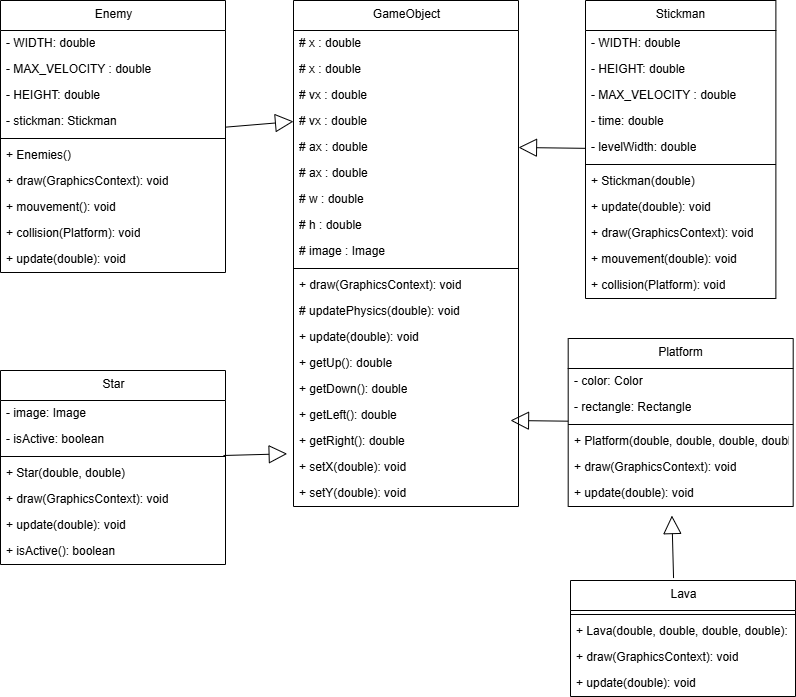 Enemy
- WIDTH: double
- MAX_VELOCITY : double
- HEIGHT: double
- stickman: Stickman
+ Enemies()
+ draw(GraphicsContext): void
+ mouvement(): void
+ collision(Platform): void
+ update(double): void
GameObject
# x : double
# x : double
# vx : double
# vx : double
# ax : double
# ax : double
# w : double
# h : double
# image : Image
+ draw(GraphicsContext): void
# updatePhysics(double): void
+ update(double): void
+ getUp(): double
+ getDown(): double
+ getLeft(): double
+ getRight(): double
+ setX(double): void
+ setY(double): void
Stickman
- WIDTH: double
- HEIGHT: double
- MAX_VELOCITY : double
- time: double
- levelWidth: double
+ Stickman(double)
+ update(double): void
+ draw(GraphicsContext): void
+ mouvement(double): void
+ collision(Platform): void
Star
- image: Image
- isActive: boolean
+ Star(double, double)
+ draw(GraphicsContext): void
+ update(double): void
+ isActive(): boolean
Platform
- color: Color
- rectangle: Rectangle
+ Platform(double, double, double, doubl
+ draw(GraphicsContext): void
+ update(double): void
Lava
+ Lava(double, double, double, double):
+ draw(GraphicsContext): void
+ update(double): void